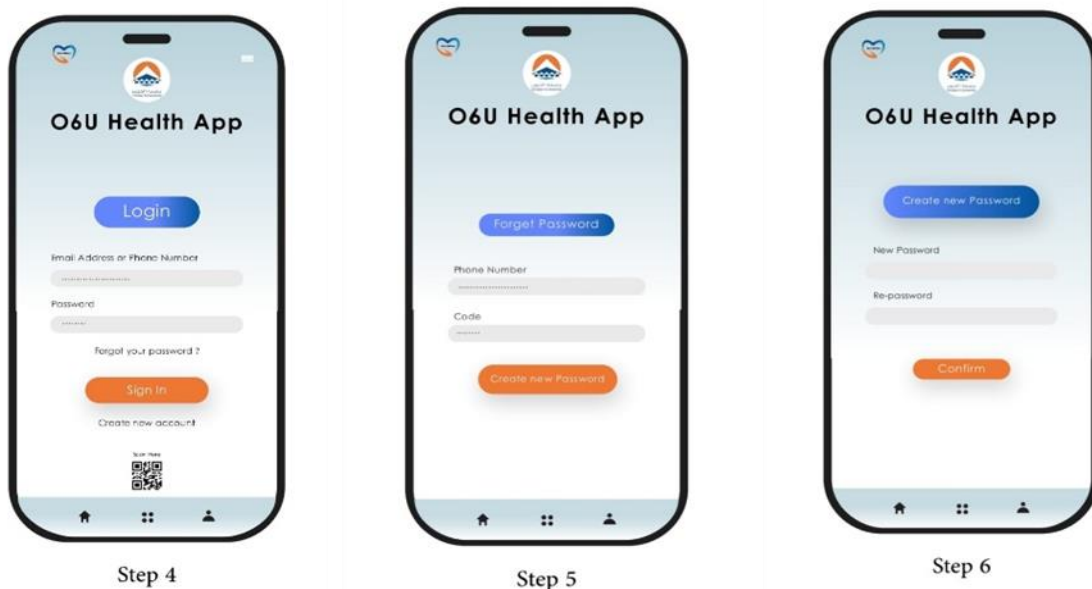 O6U Health App
Login
Email Address or Phone Number
Password
Forgot your password ?
Sign In
Create new account
Scan Here
Step 4
O6U Health App
Forget Password
Phone Number
Code
Create new Password
Step 5
O6U Health App
Create new Password
New Password
Re-password
Confirm
Step 6